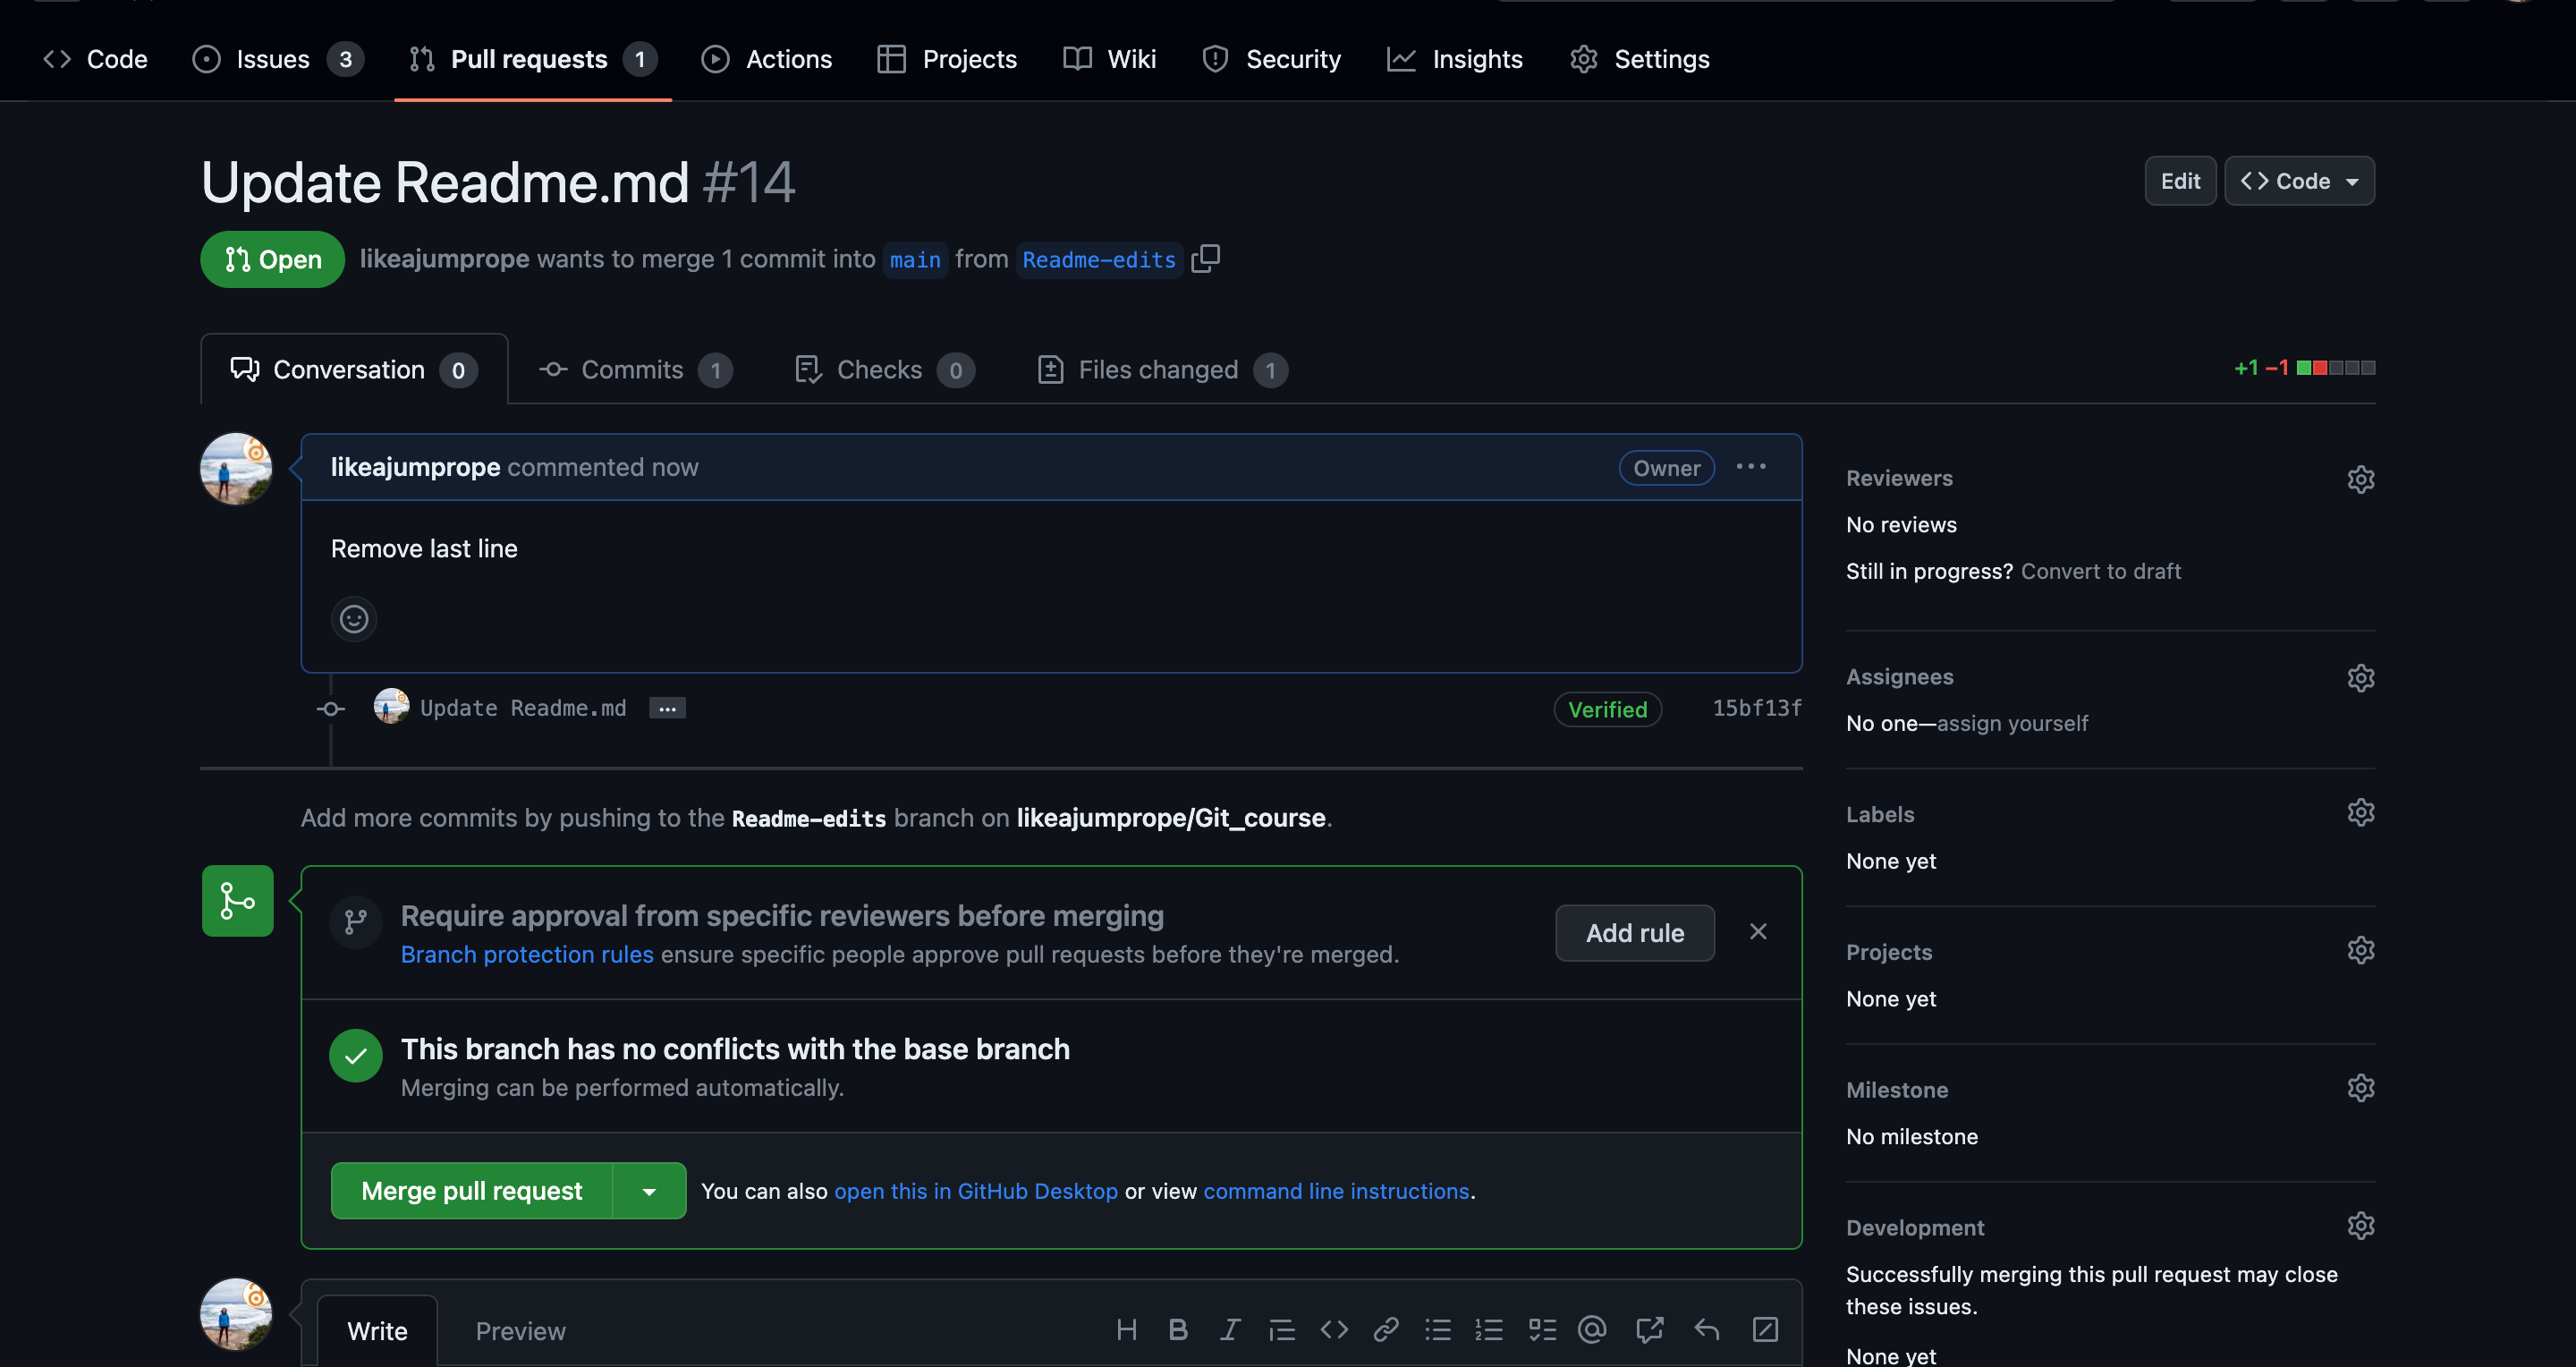 Code Issues 3 Pull requests 1 Actions Projects Wiki Security Insights Settings
Update Readme.md #14
Edit <> Code
Open likeajumprope wants to merge 1 commit into main from Readme-edits
Conversation 0 Commits 1 Checks 0 Files changed 1
+1 −1
likeajumprope commented now
Owner ...
Remove last line
Update Readme.md ...
Verified 15bf13f
Add more commits by pushing to the Readme-edits branch on likeajumprope/Git_course.
Require approval from specific reviewers before merging
Branch protection rules ensure specific people approve pull requests before they're merged.
Add rule
This branch has no conflicts with the base branch
Merging can be performed automatically.
Merge pull request You can also open this in GitHub Desktop or view command line instructions.
Write Preview
H B I
Reviewers
No reviews
Still in progress? Convert to draft
Assignees
No one—assign yourself
Labels
None yet
Projects
None yet
Milestone
No milestone
Development
Successfully merging this pull request may close
these issues.
None yet